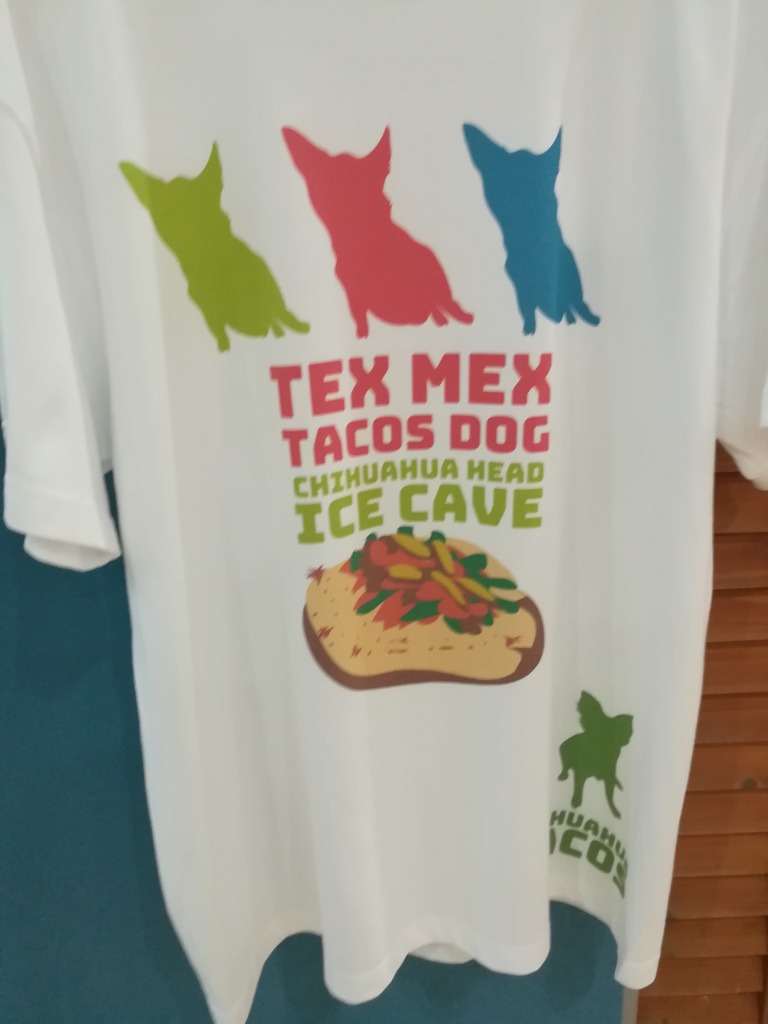 TEX MEX
TACOS DOG
CHIHUAHUA HEAD
ICE CAVE